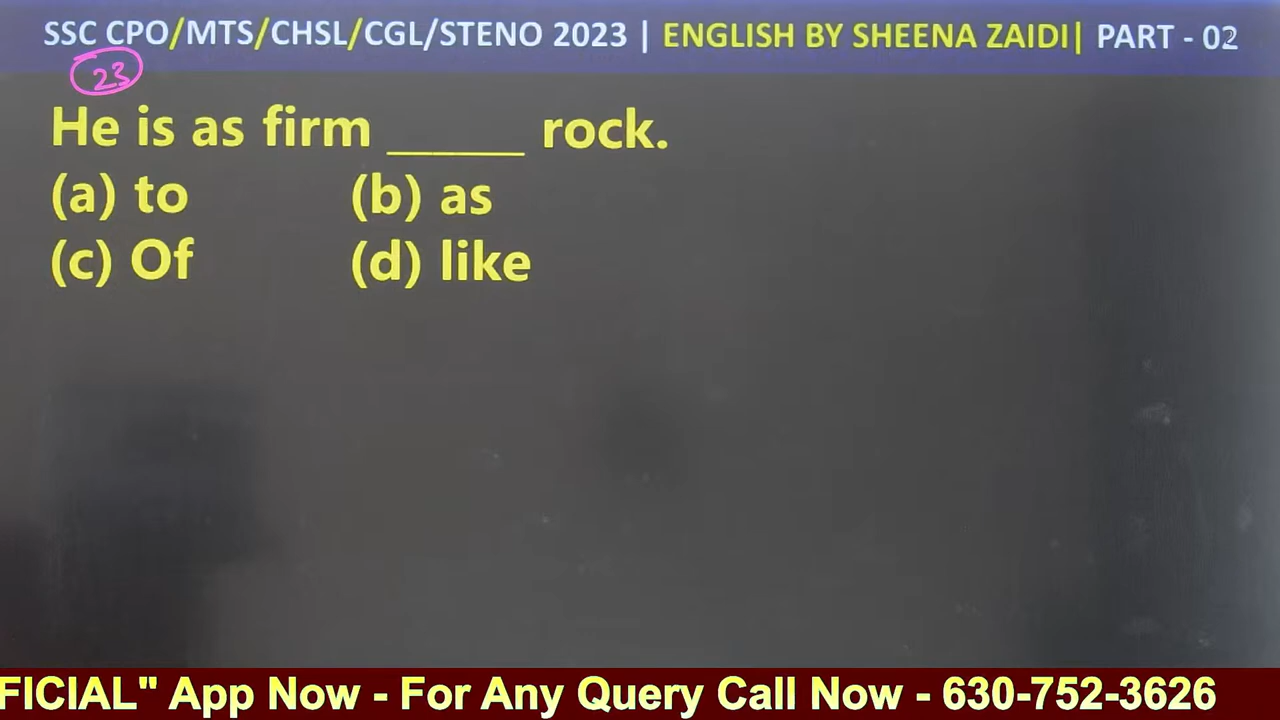 SSC CPO/MTS/CHSL/CGL/STENO 2023 | ENGLISH BY SHEENA ZAIDI| PART - 02
23
He is as firm _____ rock.
(a) to (b) as
(c) Of (d) like
FICIAL" App Now - For Any Query Call Now - 630-752-3626